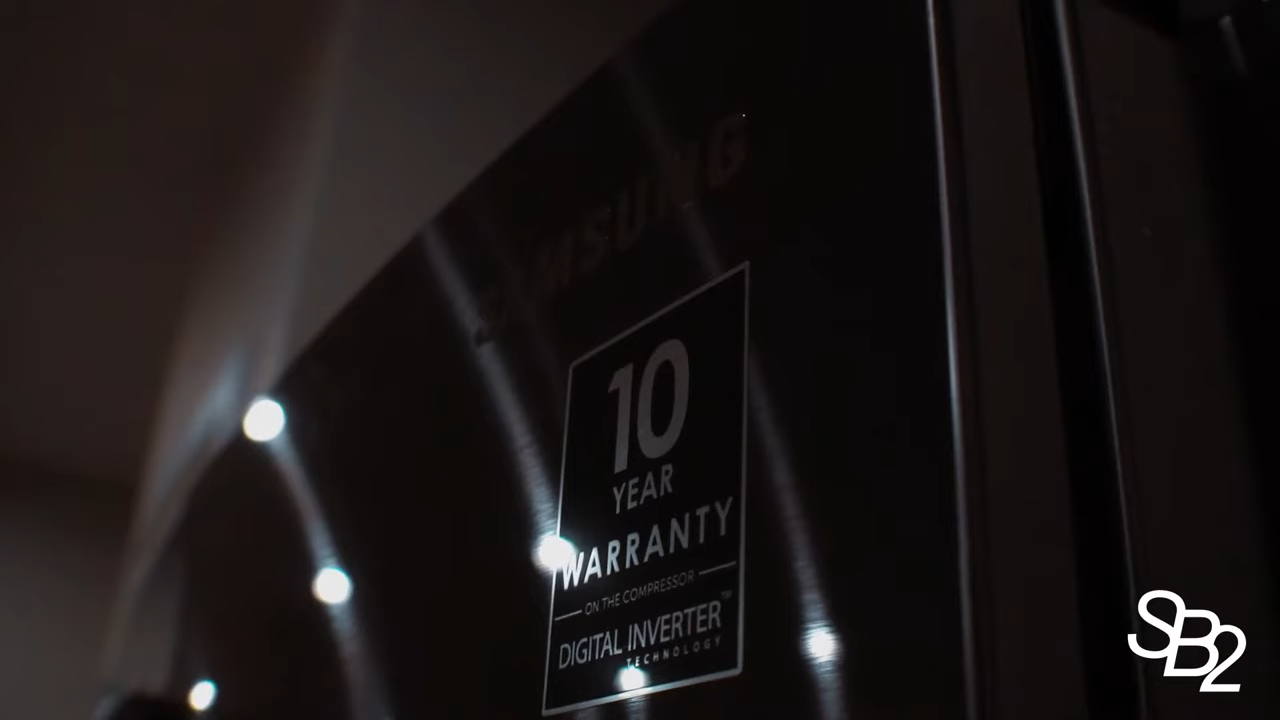 SAMSUNG
10
YEAR
WARRANTY
ON THE COMPRESSOR
DIGITAL INVERTER™
TECHNOLOGY
SB2